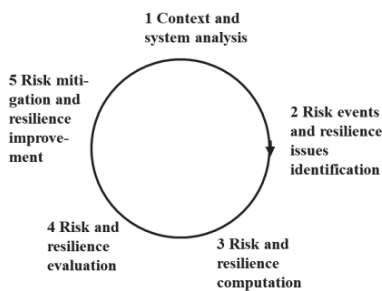 1 Context and
system analysis
2 Risk events
and resilience
issues
identification
3 Risk and
resilience
computation
4 Risk and
resilience
evaluation
5 Risk miti-
gation and
resilience
improve-
ment